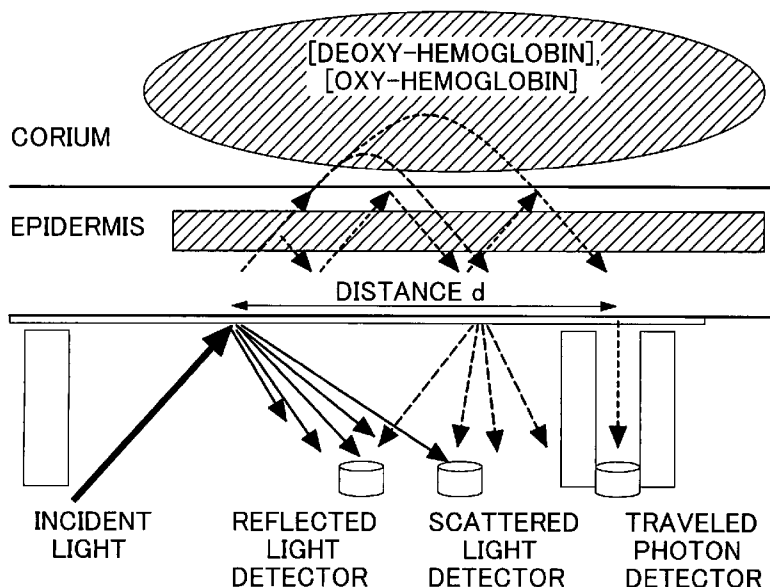 [DEOXY-HEMOGLOBIN],
[OXY-HEMOGLOBIN]
CORIUM
EPIDERMIS
DISTANCE d
INCIDENT
LIGHT
REFLECTED
LIGHT
DETECTOR
SCATTERED
LIGHT
DETECTOR
TRAVELED
PHOTON
DETECTOR